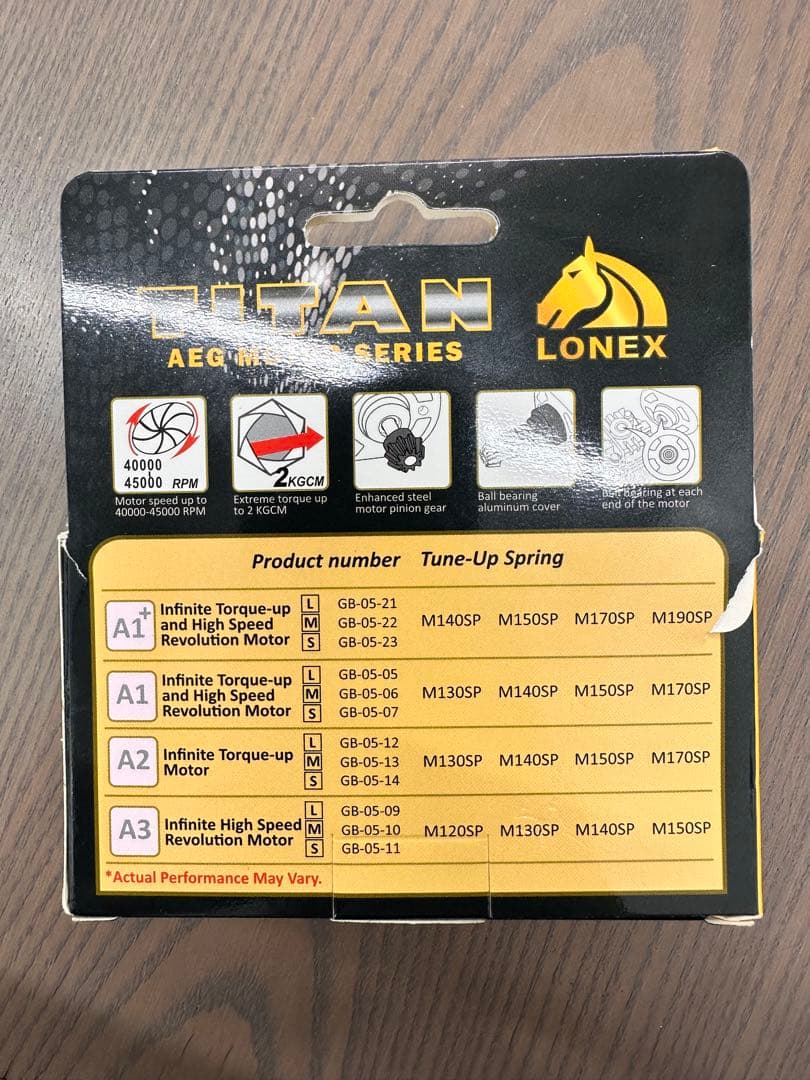 TITAN
AEG MOTOR SERIES
LONEX
40000
45000 RPM
2KGCM
Motor speed up to
40000-45000 RPM
Extreme torque up
to 2 KGCM
Enhanced steel
motor pinion gear
Ball bearing
aluminum cover
Ball bearing at each
end of the motor
Product number Tune-Up Spring
A1+
Infinite Torque-up
and High Speed
Revolution Motor
L GB-05-21
M GB-05-22
S GB-05-23
M140SP M150SP M170SP M190SP
A1
Infinite Torque-up
and High Speed
Revolution Motor
L GB-05-05
M GB-05-06
S GB-05-07
M130SP M140SP M150SP M170SP
A2
Infinite Torque-up
Motor
L GB-05-12
M GB-05-13
S GB-05-14
M130SP M140SP M150SP M170SP
A3
Infinite High Speed
Revolution Motor
L GB-05-09
M GB-05-10
S GB-05-11
M120SP M130SP M140SP M150SP
*Actual Performance May Vary.